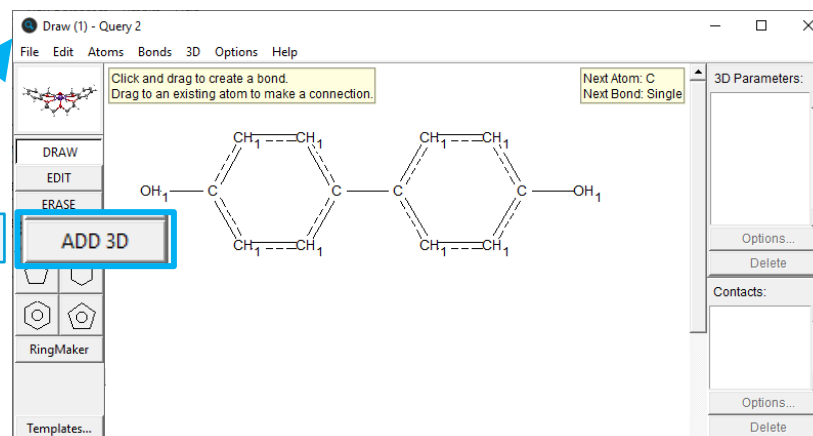 Draw (1) - Query 2
File Edit Atoms Bonds 3D Options Help
Click and drag to create a bond.
Drag to an existing atom to make a connection.
Next Atom: C
Next Bond: Single
3D Parameters:
DRAW
EDIT
ERASE
ADD 3D
RingMaker
Templates...
CH1 CH1 CH1 CH1
OH1 C C C C OH1
CH1 CH1 CH1 CH1
Options...
Delete
Contacts:
Options...
Delete